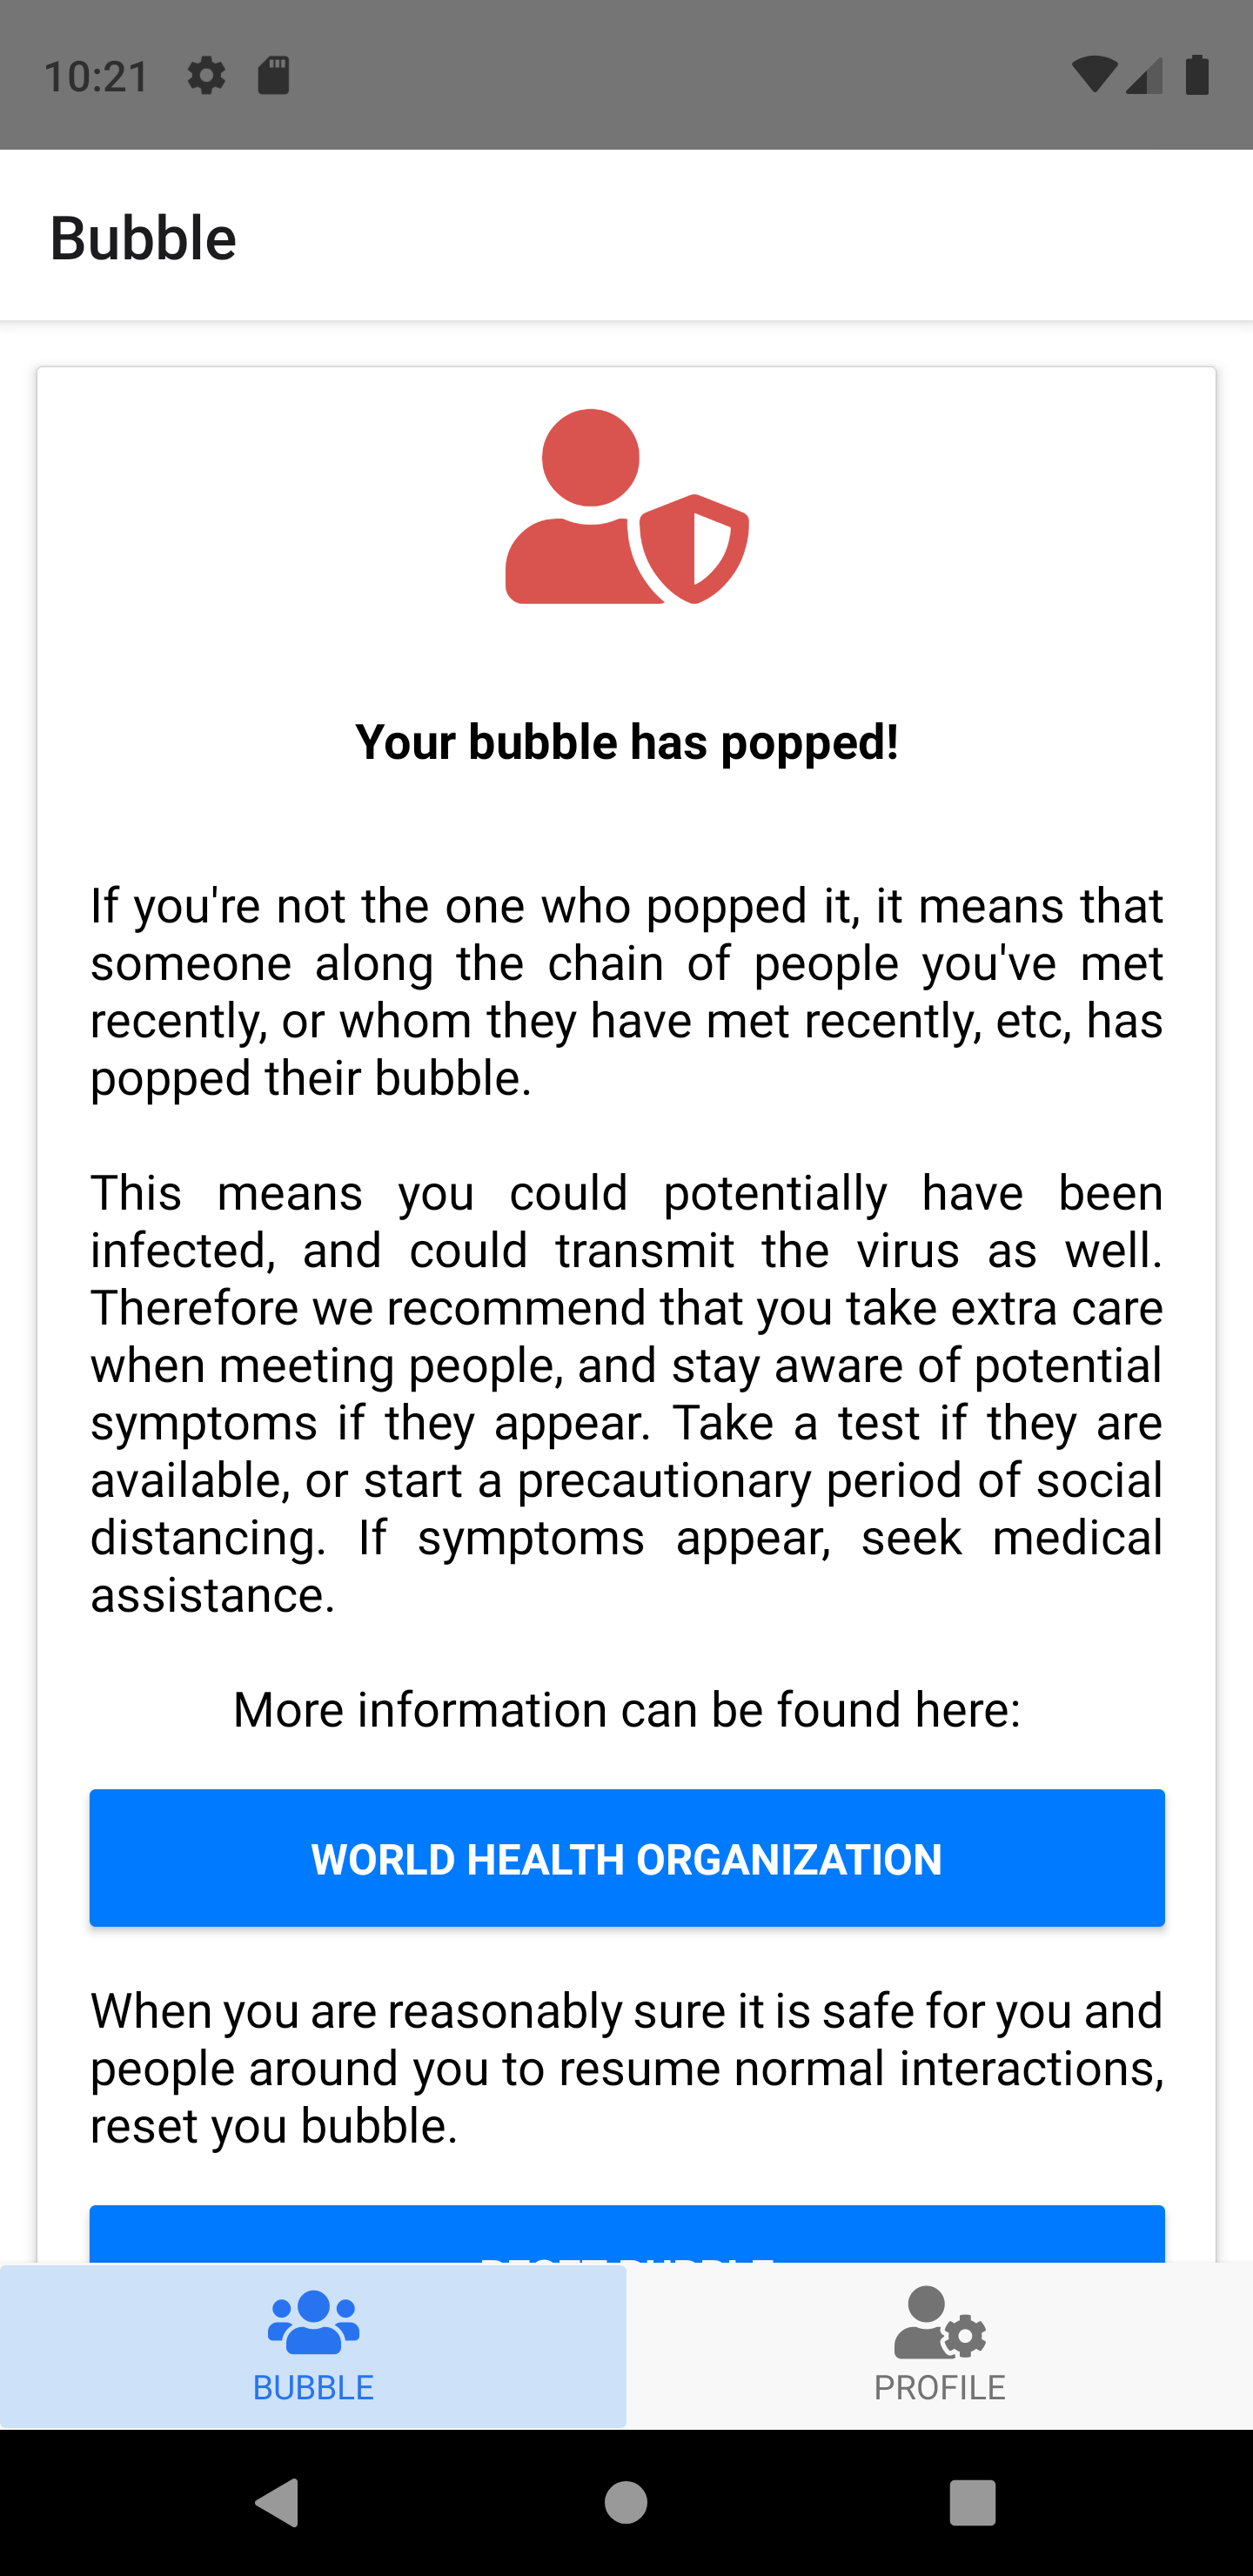 10:21
Bubble
Your bubble has popped!
If you're not the one who popped it, it means that
someone along the chain of people you've met
recently, or whom they have met recently, etc, has
popped their bubble.
This means you could potentially have been
infected, and could transmit the virus as well.
Therefore we recommend that you take extra care
when meeting people, and stay aware of potential
symptoms if they appear. Take a test if they are
available, or start a precautionary period of social
distancing. If symptoms appear, seek medical
assistance.
More information can be found here:
WORLD HEALTH ORGANIZATION
When you are reasonably sure it is safe for you and
people around you to resume normal interactions,
reset you bubble.
RESET BUBBLE
BUBBLE
PROFILE